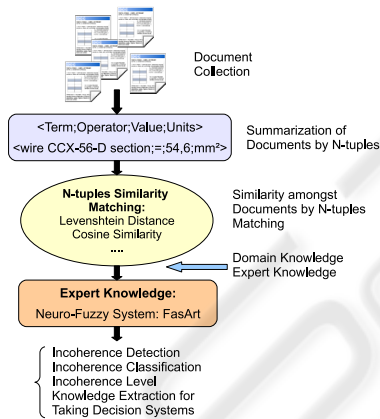 Document
Collection
<Term;Operator;Value;Units>
<wire CCX-56-D section;=;54,6;mm²>
Summarization of
Documents by N-tuples
N-tuples Similarity
Matching:
Levenshtein Distance
Cosine Similarity
....
Similarity amongst
Documents by N-tuples
Matching
Domain Knowledge
Expert Knowledge
Expert Knowledge:
Neuro-Fuzzy System: FasArt
Incoherence Detection
Incoherence Classification
Incoherence Level
Knowledge Extraction for
Taking Decision Systems